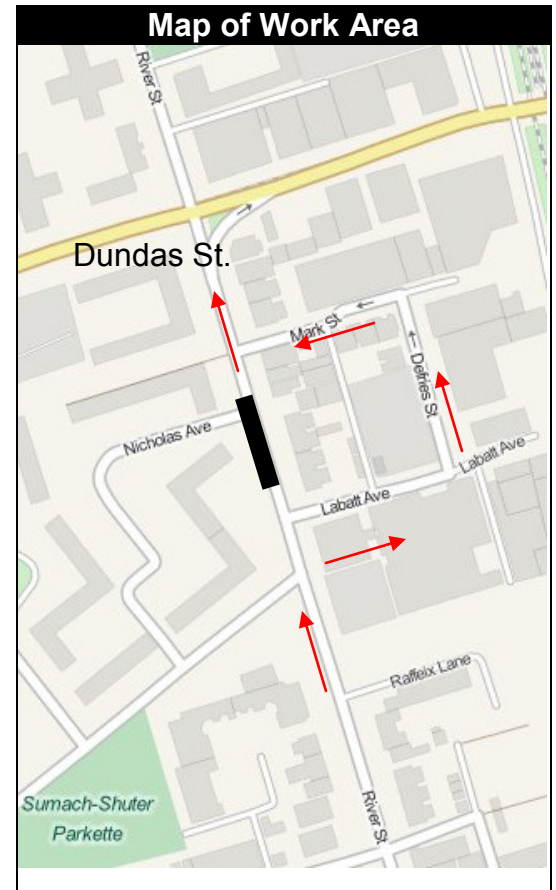 Map of Work Area
River St
Dundas St.
Mark St
Defries St
Nicholas Ave
Labatt Ave
Labatt Ave
Raffeix Lane
River St.
Sumach-Shuter
Parkette